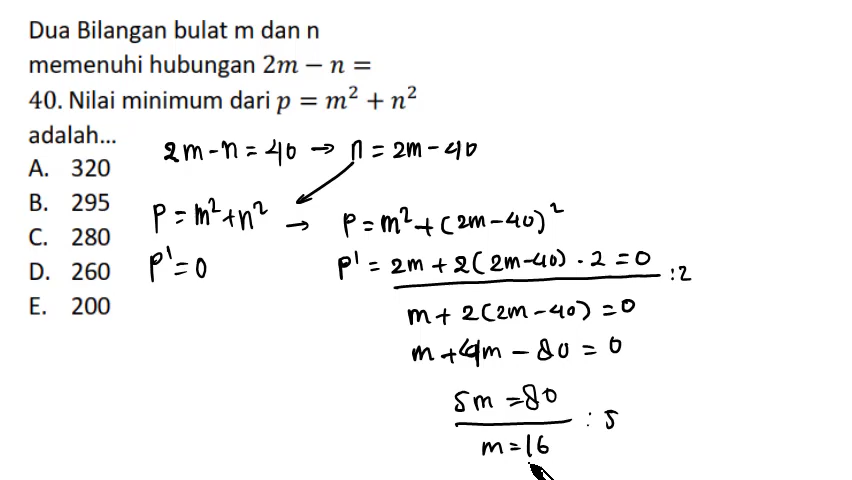 Dua Bilangan bulat m dan n
memenuhi hubungan 2m − n =
40. Nilai minimum dari p = m² + n²
adalah...
A. 320
B. 295
C. 280
D. 260
E. 200
2m - n = 40 → n = 2m - 40
P = m² + n² → P = m² + (2m - 40)²
P' = 0
P' = 2m + 2(2m - 40) · 2 = 0 : 2
m + 2(2m - 40) = 0
m + 4m - 80 = 0
5m = 80 : 5
m = 16